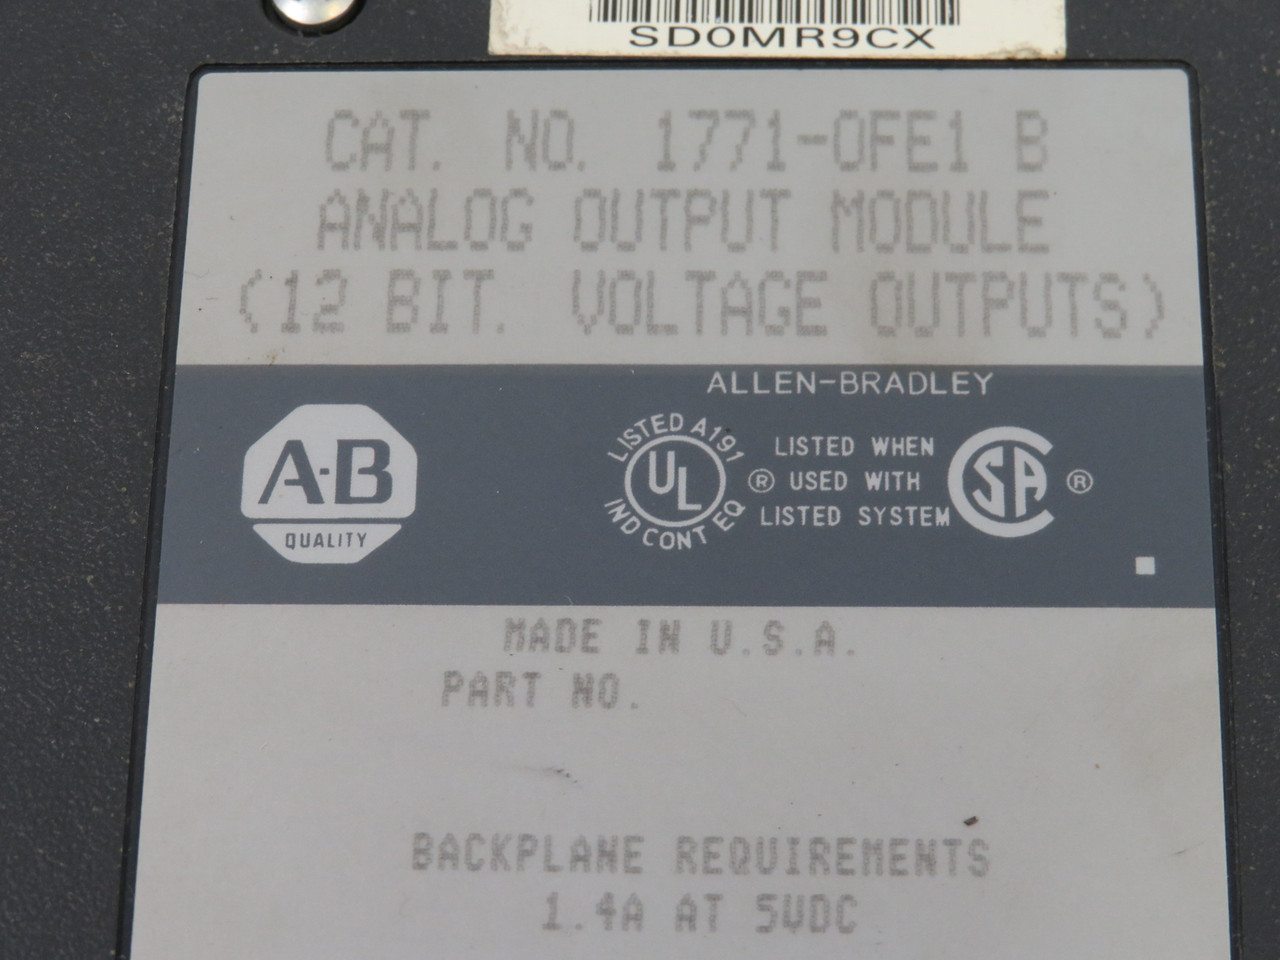 SD0MR9CX
CAT. NO. 1771-OFE1 B
ANALOG OUTPUT MODULE
(12 BIT. VOLTAGE OUTPUTS)
ALLEN-BRADLEY
A-B
QUALITY
LISTED A191
UL ®
IND CONT EQ
LISTED WHEN
USED WITH
LISTED SYSTEM
SA ®
MADE IN U.S.A.
PART NO.
BACKPLANE REQUIREMENTS
1.4A AT 5VDC